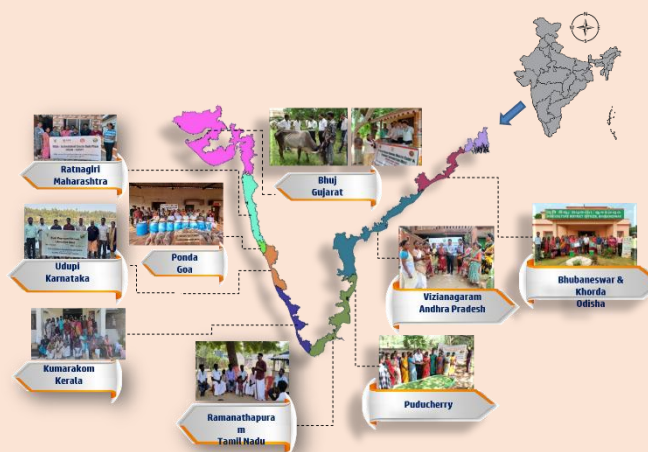 Ratnagiri
Maharashtra
Bhuj
Gujarat
Udupi
Karnataka
Ponda
Goa
Vizianagaram
Andhra Pradesh
Bhubaneswar &
Khorda
Odisha
Kumarakom
Kerala
Ramanathapura
m
Tamil Nadu
Puducherry